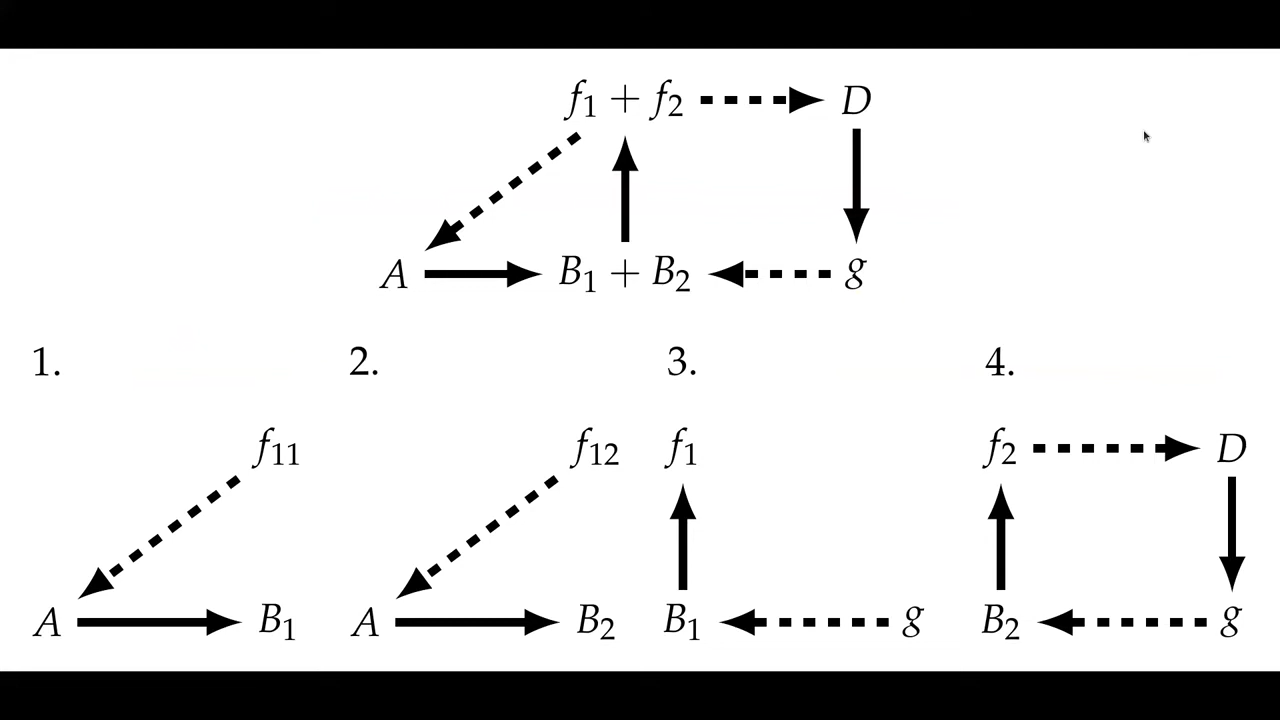 f₁ + f₂ D
A B₁ + B₂ g
1. 2. 3. 4.
f₁₁ f₁₂ f₁ f₂ D
A B₁ A B₂ B₁ g B₂ g